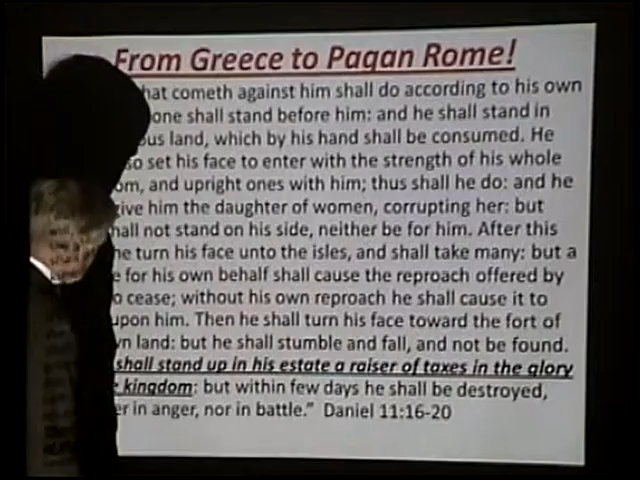 From Greece to Pagan Rome!
hat cometh against him shall do according to his own
one shall stand before him: and he shall stand in
ous land, which by his hand shall be consumed. He
so set his face to enter with the strength of his whole
om, and upright ones with him; thus shall he do: and he
give him the daughter of women, corrupting her: but
hall not stand on his side, neither be for him. After this
he turn his face unto the isles, and shall take many: but a
e for his own behalf shall cause the reproach offered by
o cease; without his own reproach he shall cause it to
upon him. Then he shall turn his face toward the fort of
wn land: but he shall stumble and fall, and not be found.
shall stand up in his estate a raiser of taxes in the glory
e kingdom: but within few days he shall be destroyed,
er in anger, nor in battle." Daniel 11:16-20